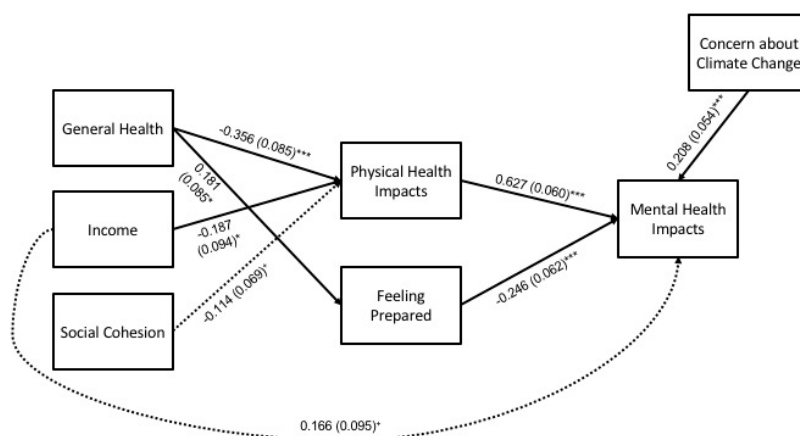 Concern about
Climate Change
General Health
-0.356 (0.085)***
0.208 (0.054)***
Physical Health
Impacts
0.181
(0.085*
0.627 (0.060)***
Income
-0.187
(0.094)*
Mental Health
Impacts
Social Cohesion
-0.114 (0.069)+
Feeling
Prepared
-0.246 (0.062)***
0.166 (0.095)+